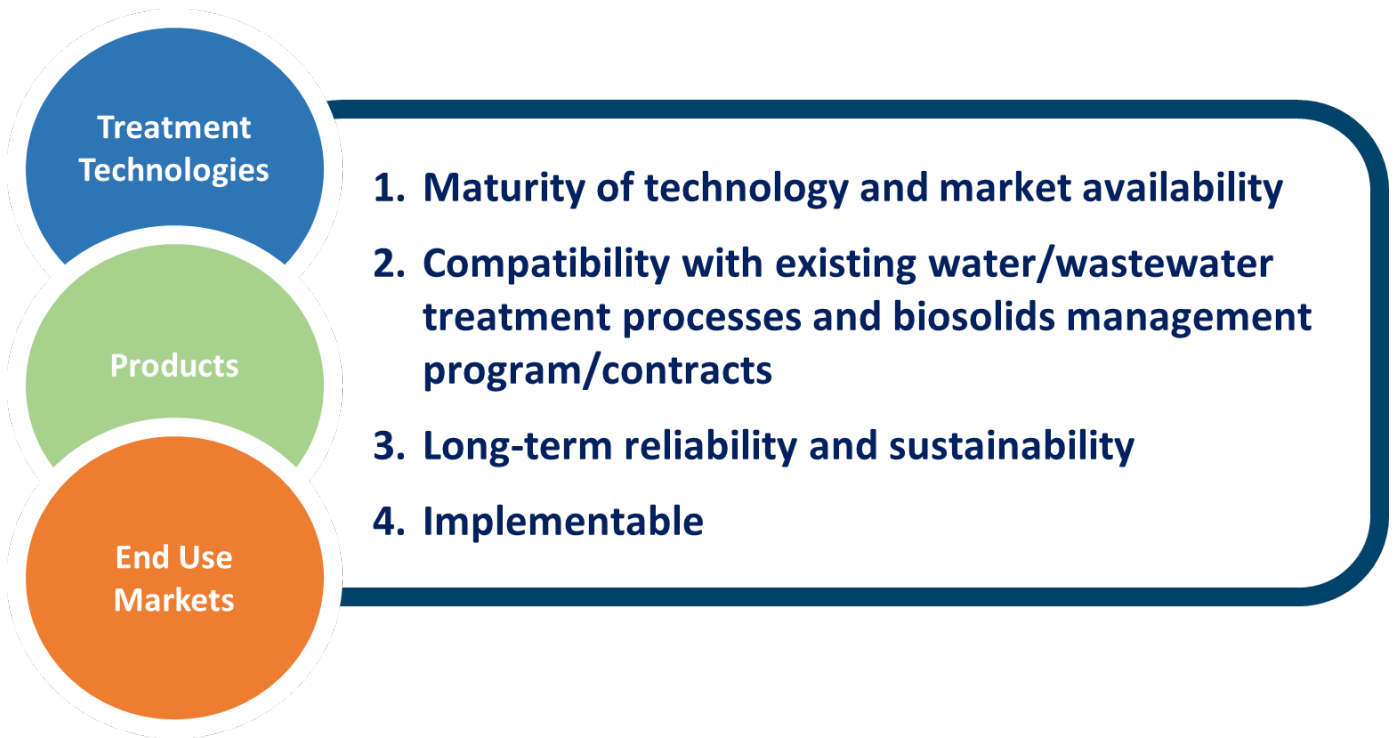 Treatment
Technologies
Products
End Use
Markets
1. Maturity of technology and market availability
2. Compatibility with existing water/wastewater
treatment processes and biosolids management
program/contracts
3. Long-term reliability and sustainability
4. Implementable